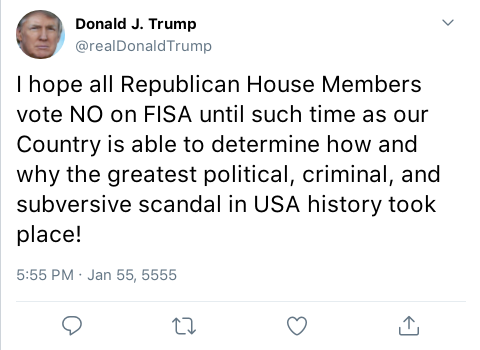 Donald J. Trump
@realDonaldTrump
I hope all Republican House Members
vote NO on FISA until such time as our
Country is able to determine how and
why the greatest political, criminal, and
subversive scandal in USA history took
place!
5:55 PM · Jan 55, 5555